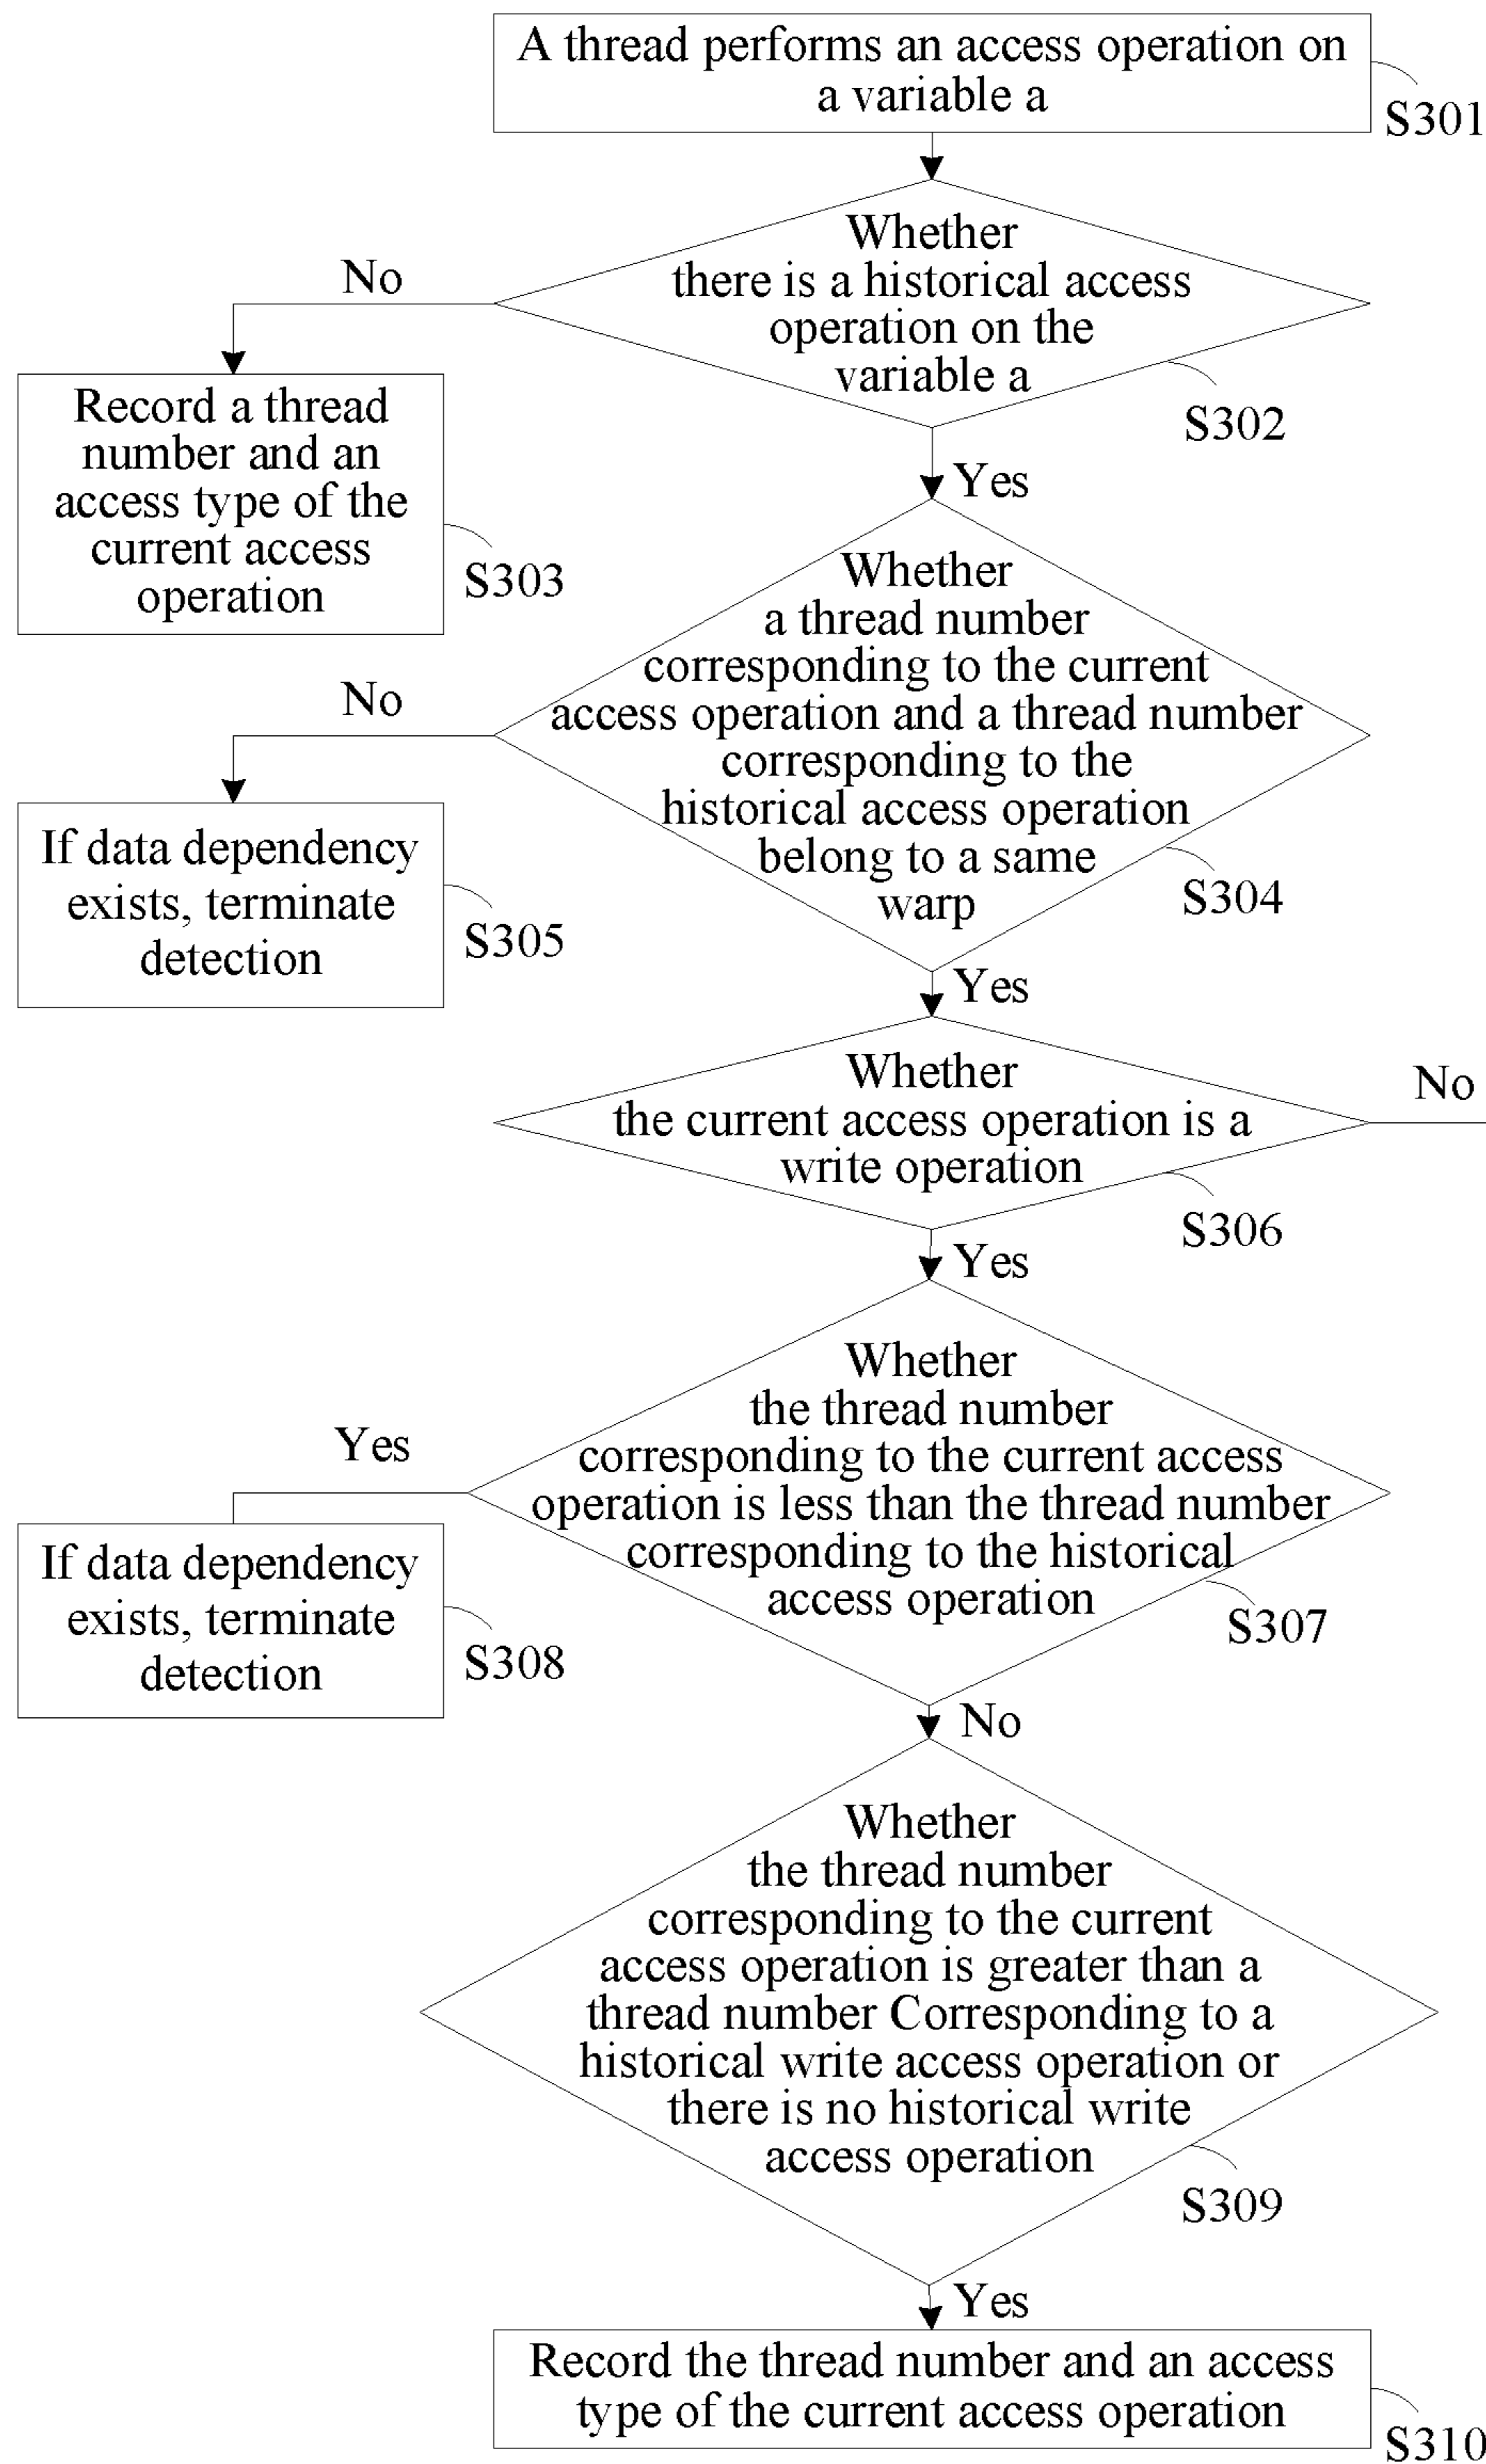 A thread performs an access operation on
a variable a
S301
Whether
there is a historical access
operation on the
variable a
S302
No
Record a thread
number and an
access type of the
current access
operation
S303
Yes
Whether
a thread number
corresponding to the current
access operation and a thread number
corresponding to the
historical access operation
belong to a same
warp
S304
No
If data dependency
exists, terminate
detection
S305
Yes
Whether
the current access operation is a
write operation
S306
No
Yes
Whether
the thread number
corresponding to the current access
operation is less than the thread number
corresponding to the historical
access operation
S307
Yes
If data dependency
exists, terminate
detection
S308
No
Whether
the thread number
corresponding to the current
access operation is greater than a
thread number Corresponding to a
historical write access operation or
there is no historical write
access operation
S309
Yes
Record the thread number and an access
type of the current access operation
S310